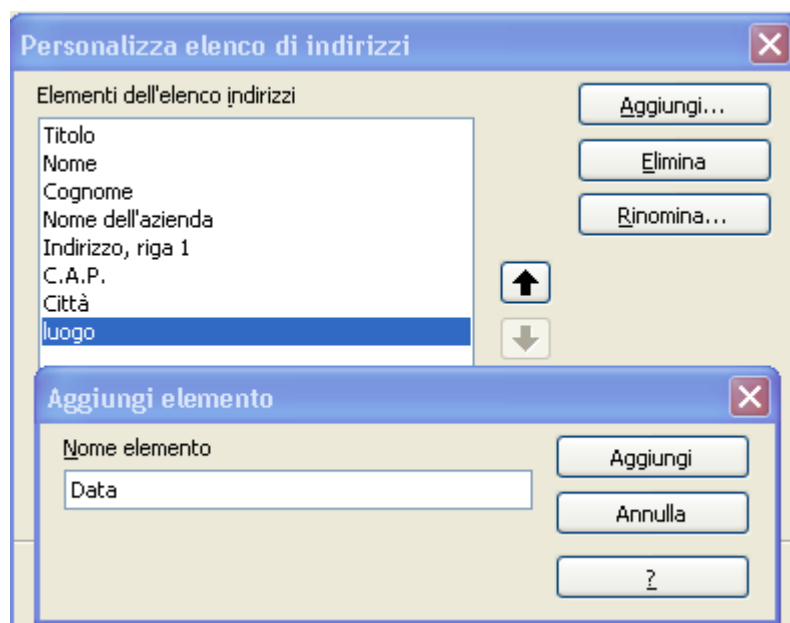 Personalizza elenco di indirizzi
Elementi dell'elenco indirizzi
Titolo
Nome
Cognome
Nome dell'azienda
Indirizzo, riga 1
C.A.P.
Città
luogo
Aggiungi...
Elimina
Rinomina...
Aggiungi elemento
Nome elemento
Data
Aggiungi
Annulla
?